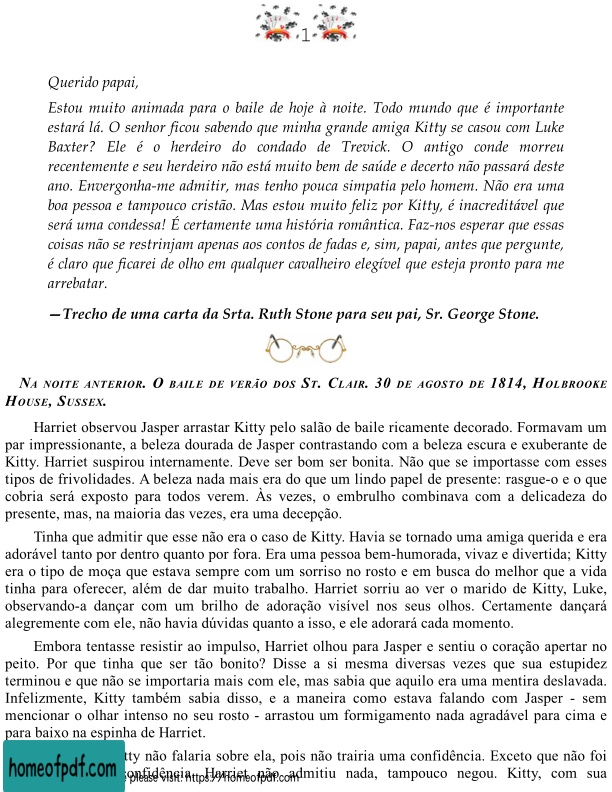 1
Querido papai,
Estou muito animada para o baile de hoje à noite. Todo mundo que é importante
estará lá. O senhor ficou sabendo que minha grande amiga Kitty se casou com Luke
Baxter? Ele é o herdeiro do condado de Trevick. O antigo conde morreu
recentemente e seu herdeiro não está muito bem de saúde e decerto não passará deste
ano. Envergonha-me admitir, mas tenho pouca simpatia pelo homem. Não era uma
boa pessoa e tampouco cristão. Mas estou muito feliz por Kitty, é inacreditável que
será uma condessa! É certamente uma história romântica. Faz-nos esperar que essas
coisas não se restrinjam apenas aos contos de fadas e, sim, papai, antes que pergunte,
é claro que ficarei de olho em qualquer cavalheiro elegível que esteja pronto para me
arrebatar.
—Trecho de uma carta da Srta. Ruth Stone para seu pai, Sr. George Stone.
Na noite anterior. O baile de verão dos St. Clair. 30 de agosto de 1814, Holbrooke
House, Sussex.
Harriet observou Jasper arrastar Kitty pelo salão de baile ricamente decorado. Formavam um
par impressionante, a beleza dourada de Jasper contrastando com a beleza escura e exuberante de
Kitty. Harriet suspirou internamente. Deve ser bom ser bonita. Não que se importasse com esses
tipos de frivolidades. A beleza nada mais era do que um lindo papel de presente: rasgue-o e o que
cobria será exposto para todos verem. Às vezes, o embrulho combinava com a delicadeza do
presente, mas, na maioria das vezes, era uma decepção.
Tinha que admitir que esse não era o caso de Kitty. Havia se tornado uma amiga querida e era
adorável tanto por dentro quanto por fora. Era uma pessoa bem-humorada, vivaz e divertida; Kitty
era o tipo de moça que estava sempre com um sorriso no rosto e em busca do melhor que a vida
tinha para oferecer, além de dar muito trabalho. Harriet sorriu ao ver o marido de Kitty, Luke,
observando-a dançar com um brilho de adoração visível nos seus olhos. Certamente dançará
alegremente com ele, não havia dúvidas quanto a isso, e ele adorará cada momento.
Embora tentasse resistir ao impulso, Harriet olhou para Jasper e sentiu o coração apertar no
peito. Por que tinha que ser tão bonito? Disse a si mesma diversas vezes que sua estupidez
terminou e que não se importaria mais com ele, mas sabia que aquilo era uma mentira deslavada.
Infelizmente, Kitty também sabia disso, e a maneira como estava falando com Jasper - sem
mencionar o olhar intenso no seu rosto - arrastou um formigamento nada agradável para cima e
para baixo na espinha de Harriet.
não falaria sobre ela, pois não trairia uma confidência. Exceto que não foi
confidência. Harriet não admitiu nada, tampouco negou. Kitty, com sua
homeofpdf.com
please visit: https://homeofpdf.com